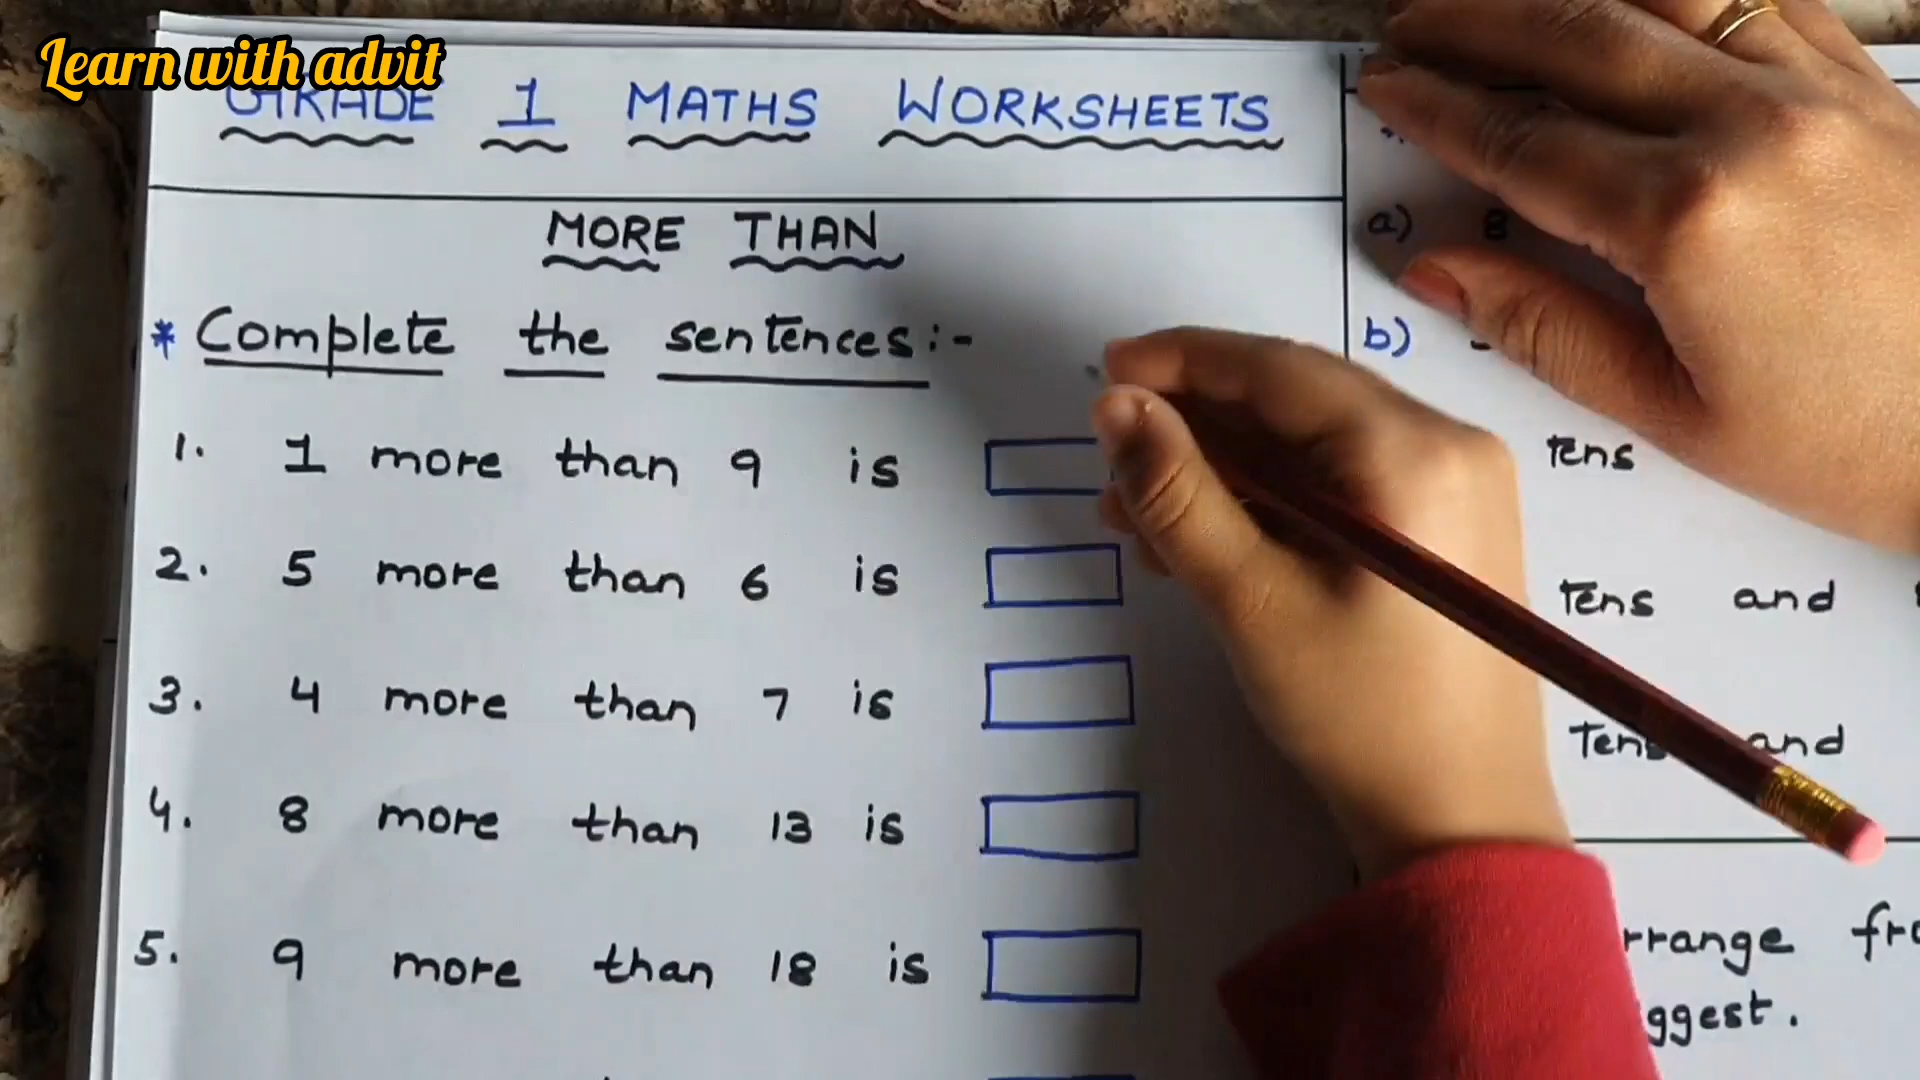 Learn with advit
GRADE 1 MATHS WORKSHEETS
MORE THAN
* Complete the sentences:-
1. 1 more than 9 is
2. 5 more than 6 is
3. 4 more than 7 is
4. 8 more than 13 is
5. 9 more than 18 is
a) 8
b)
tens
tens and
tens and
rrange
ggest.